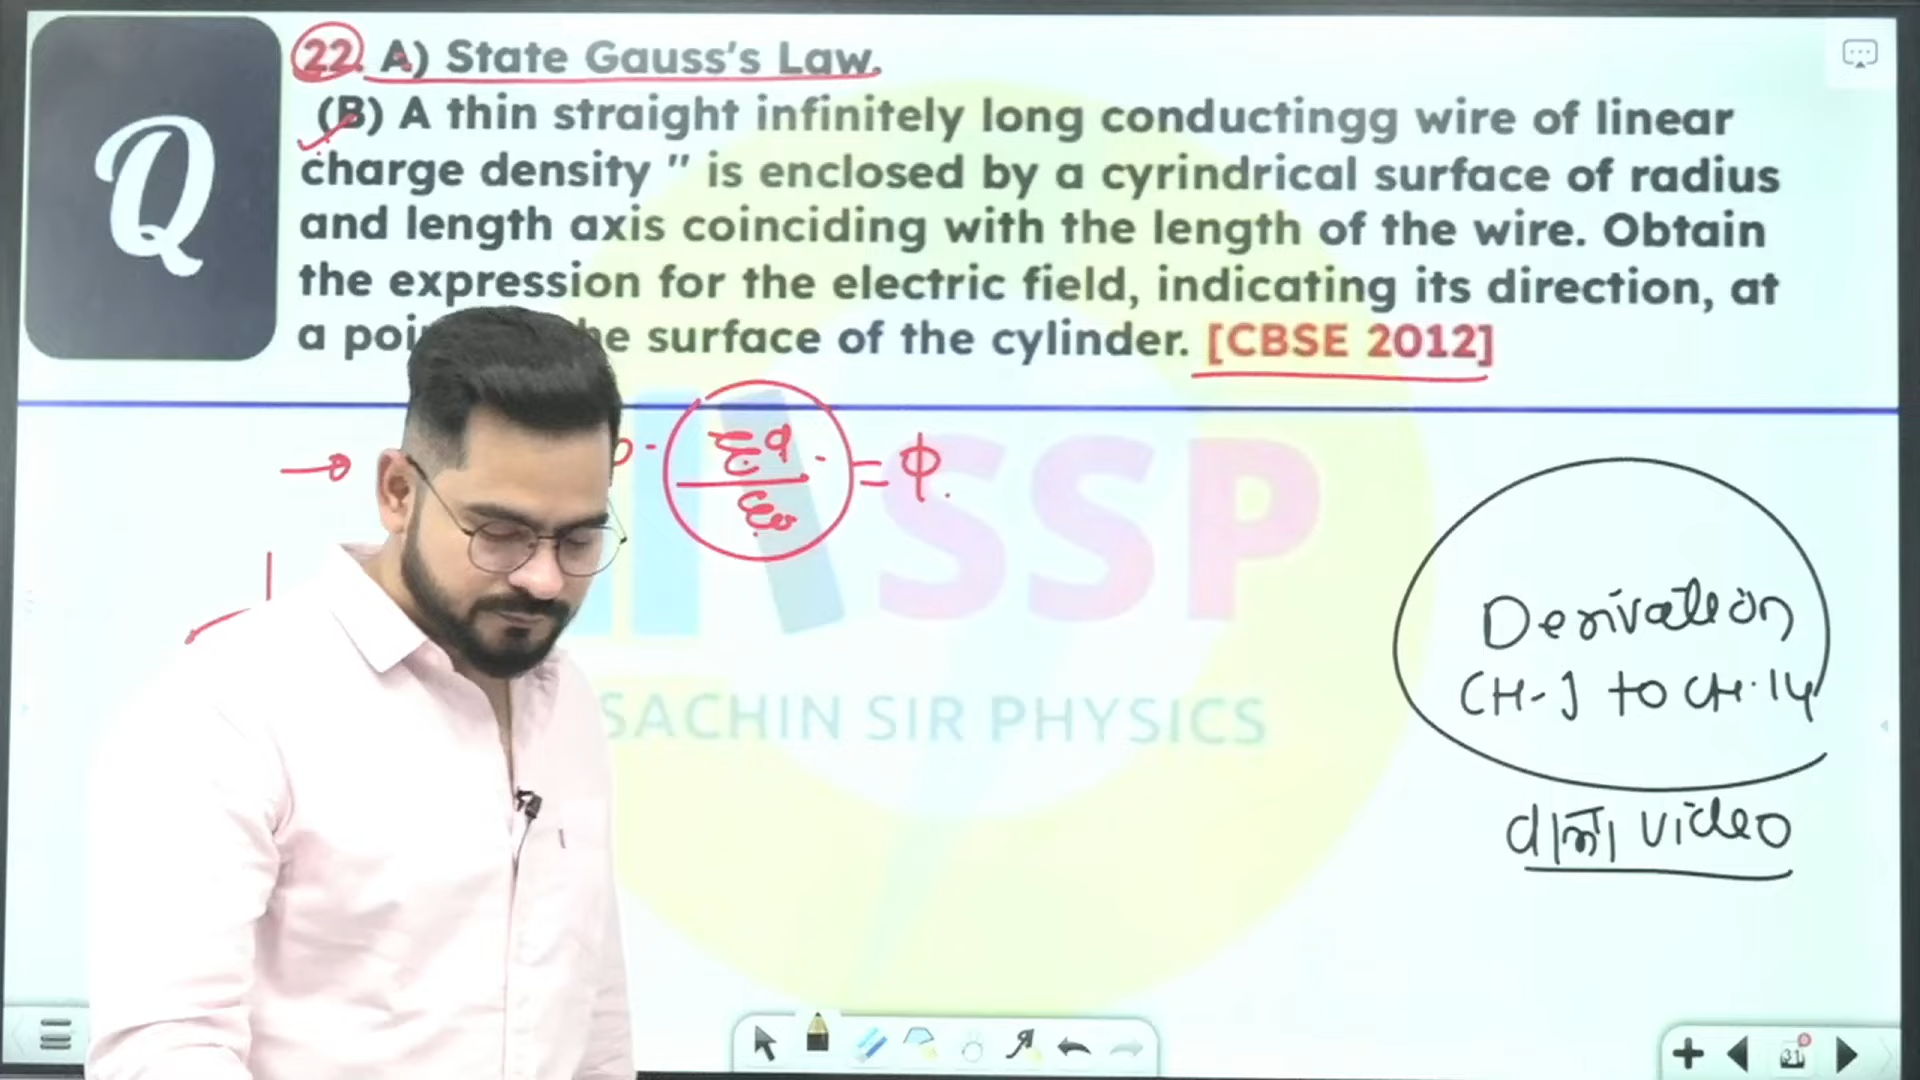 Q
22. A) State Gauss's Law.
(B) A thin straight infinitely long conductingg wire of linear
charge density " is enclosed by a cyrindrical surface of radius
and length axis coinciding with the length of the wire. Obtain
the expression for the electric field, indicating its direction, at
a poi he surface of the cylinder. [CBSE 2012]
Σq = ϕ.
SSP
SACHIN SIR PHYSICS
Derivation
CH-1 to CH.14
video
31